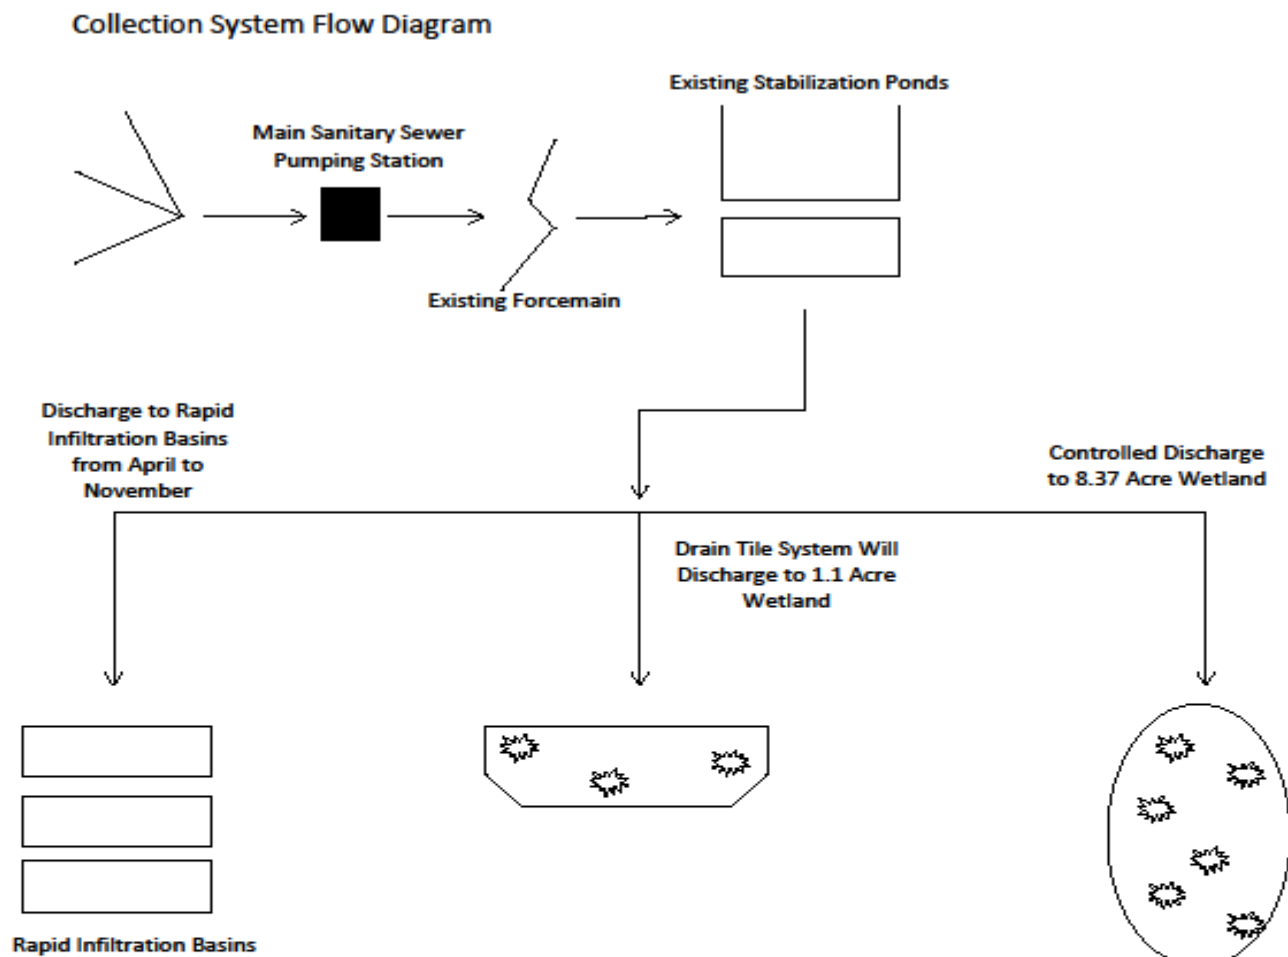 Collection System Flow Diagram
Existing Stabilization Ponds
Main Sanitary Sewer
Pumping Station
Existing Forcemain
Discharge to Rapid
Infiltration Basins
from April to
November
Controlled Discharge
to 8.37 Acre Wetland
Drain Tile System Will
Discharge to 1.1 Acre
Wetland
Rapid Infiltration Basins